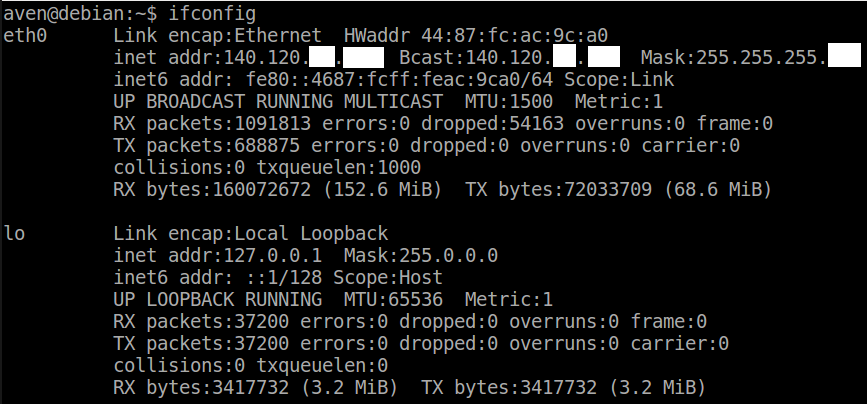 aven@debian:~$ ifconfig
eth0      Link encap:Ethernet  HWaddr 44:87:fc:ac:9c:a0
          inet addr:140.120.  .     Bcast:140.120.  .     Mask:255.255.255.
          inet6 addr: fe80::4687:fcff:feac:9ca0/64 Scope:Link
          UP BROADCAST RUNNING MULTICAST  MTU:1500  Metric:1
          RX packets:1091813 errors:0 dropped:54163 overruns:0 frame:0
          TX packets:688875 errors:0 dropped:0 overruns:0 carrier:0
          collisions:0 txqueuelen:1000
          RX bytes:160072672 (152.6 MiB)  TX bytes:72033709 (68.6 MiB)

lo        Link encap:Local Loopback
          inet addr:127.0.0.1  Mask:255.0.0.0
          inet6 addr: ::1/128 Scope:Host
          UP LOOPBACK RUNNING  MTU:65536  Metric:1
          RX packets:37200 errors:0 dropped:0 overruns:0 frame:0
          TX packets:37200 errors:0 dropped:0 overruns:0 carrier:0
          collisions:0 txqueuelen:0
          RX bytes:3417732 (3.2 MiB)  TX bytes:3417732 (3.2 MiB)